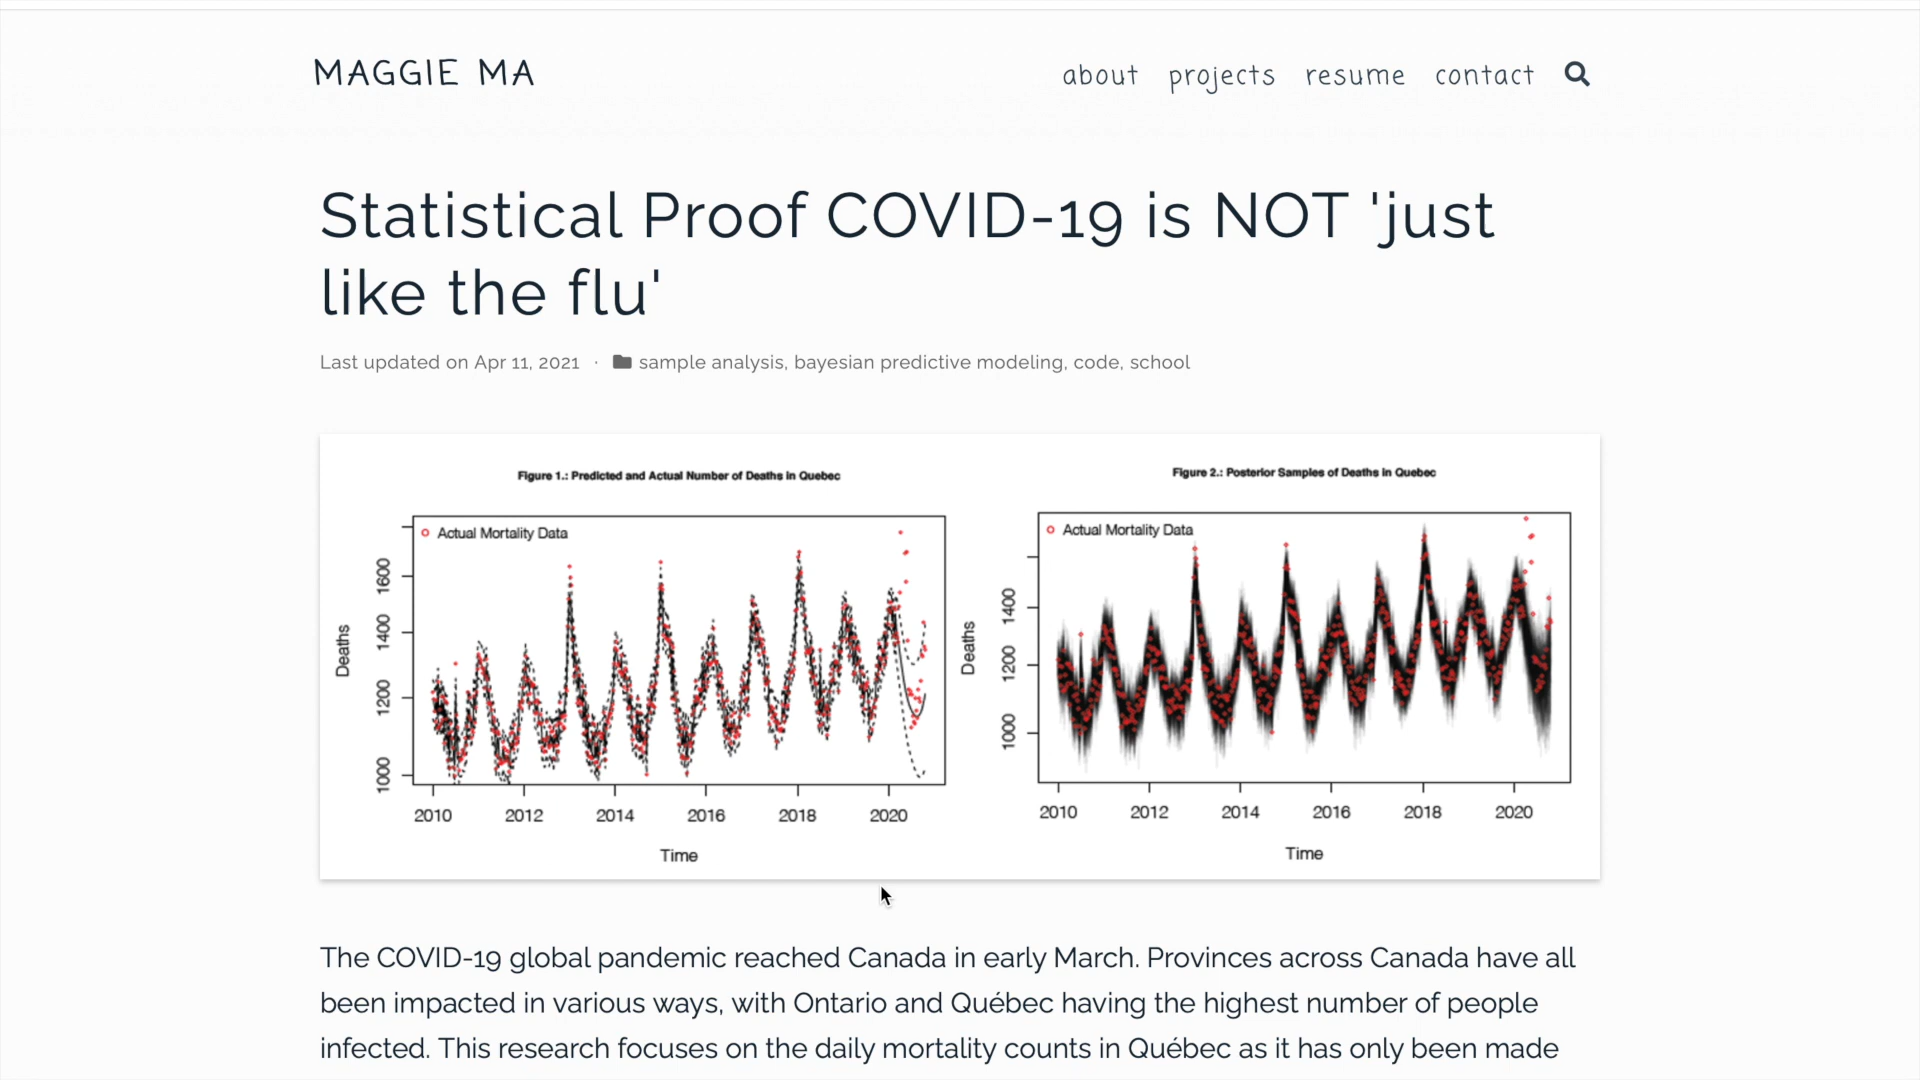 MAGGIE MA
about projects resume contact
Statistical Proof COVID-19 is NOT 'just
like the flu'
Last updated on Apr 11, 2021 · sample analysis, bayesian predictive modeling, code, school
Figure 1.: Predicted and Actual Number of Deaths in Quebec
Actual Mortality Data
Deaths
1600
1400
1200
1000
2010 2012 2014 2016 2018 2020
Time
Figure 2.: Posterior Samples of Deaths in Quebec
Actual Mortality Data
Deaths
1400
1200
1000
2010 2012 2014 2016 2018 2020
Time
The COVID-19 global pandemic reached Canada in early March. Provinces across Canada have all
been impacted in various ways, with Ontario and Québec having the highest number of people
infected. This research focuses on the daily mortality counts in Québec as it has only been made